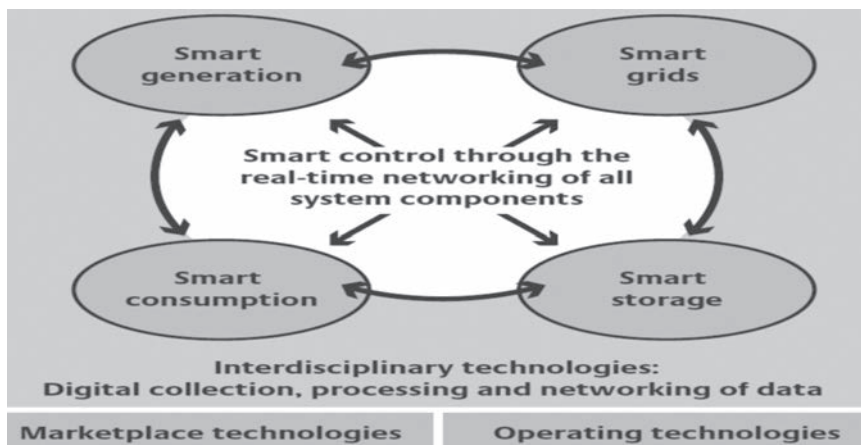 Smart
generation
Smart
grids
Smart control through the
real-time networking of all
system components
Smart
consumption
Smart
storage
Interdisciplinary technologies:
Digital collection, processing and networking of data
Marketplace technologies
Operating technologies